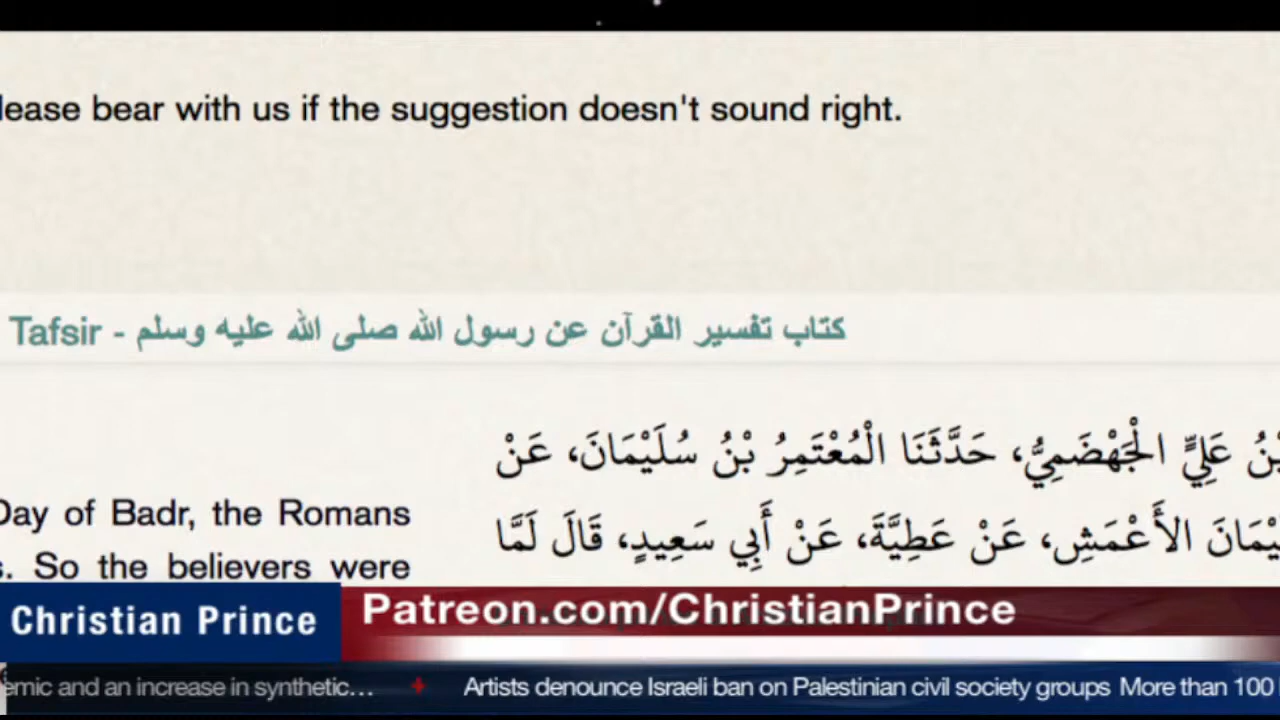 lease bear with us if the suggestion doesn't sound right.
Tafsir - كتاب تفسير القرآن عن رسول الله صلى الله عليه وسلم
بْنُ عَلِيٍّ الْجَهْضَمِيُّ، حَدَّثَنَا الْمُعْتَمِرُ بْنُ سُلَيْمَانَ، عَنْ
Day of Badr, the Romans
يْمَانَ الأَعْمَشِ، عَنْ عَطِيَّةَ، عَنْ أَبِي سَعِيدٍ، قَالَ لَمَّا
s. So the believers were
Christian Prince
Patreon.com/ChristianPrince
emic and an increase in synthetic... Artists denounce Israeli ban on Palestinian civil society groups More than 100